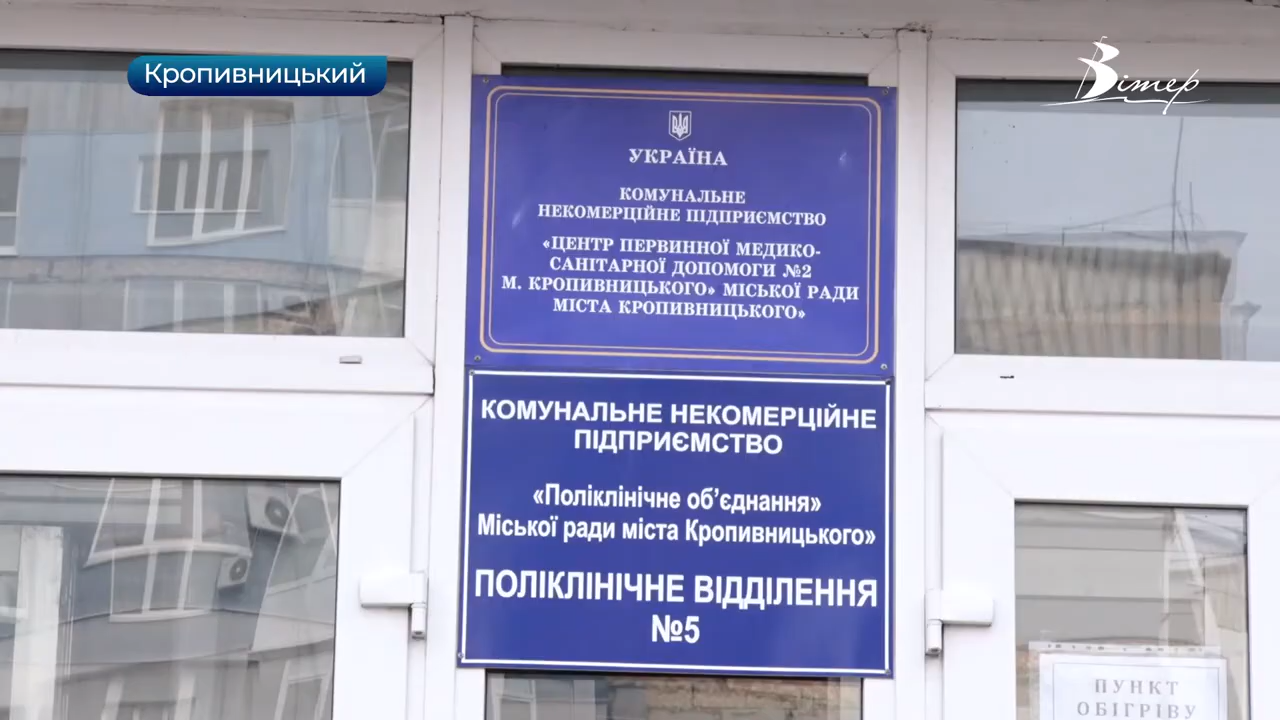 Кропивницький
Вітер
УКРАЇНА
КОМУНАЛЬНЕ
НЕКОМЕРЦІЙНЕ ПІДПРИЄМСТВО
«ЦЕНТР ПЕРВИННОЇ МЕДИКО-
САНІТАРНОЇ ДОПОМОГИ №2
М. КРОПИВНИЦЬКОГО» МІСЬКОЇ РАДИ
МІСТА КРОПИВНИЦЬКОГО»
КОМУНАЛЬНЕ НЕКОМЕРЦІЙНЕ
ПІДПРИЄМСТВО
«Поліклінічне об’єднання»
Міської ради міста Кропивницького»
ПОЛІКЛІНІЧНЕ ВІДДІЛЕННЯ
№5
ПУНКТ
ОБІГРІВУ